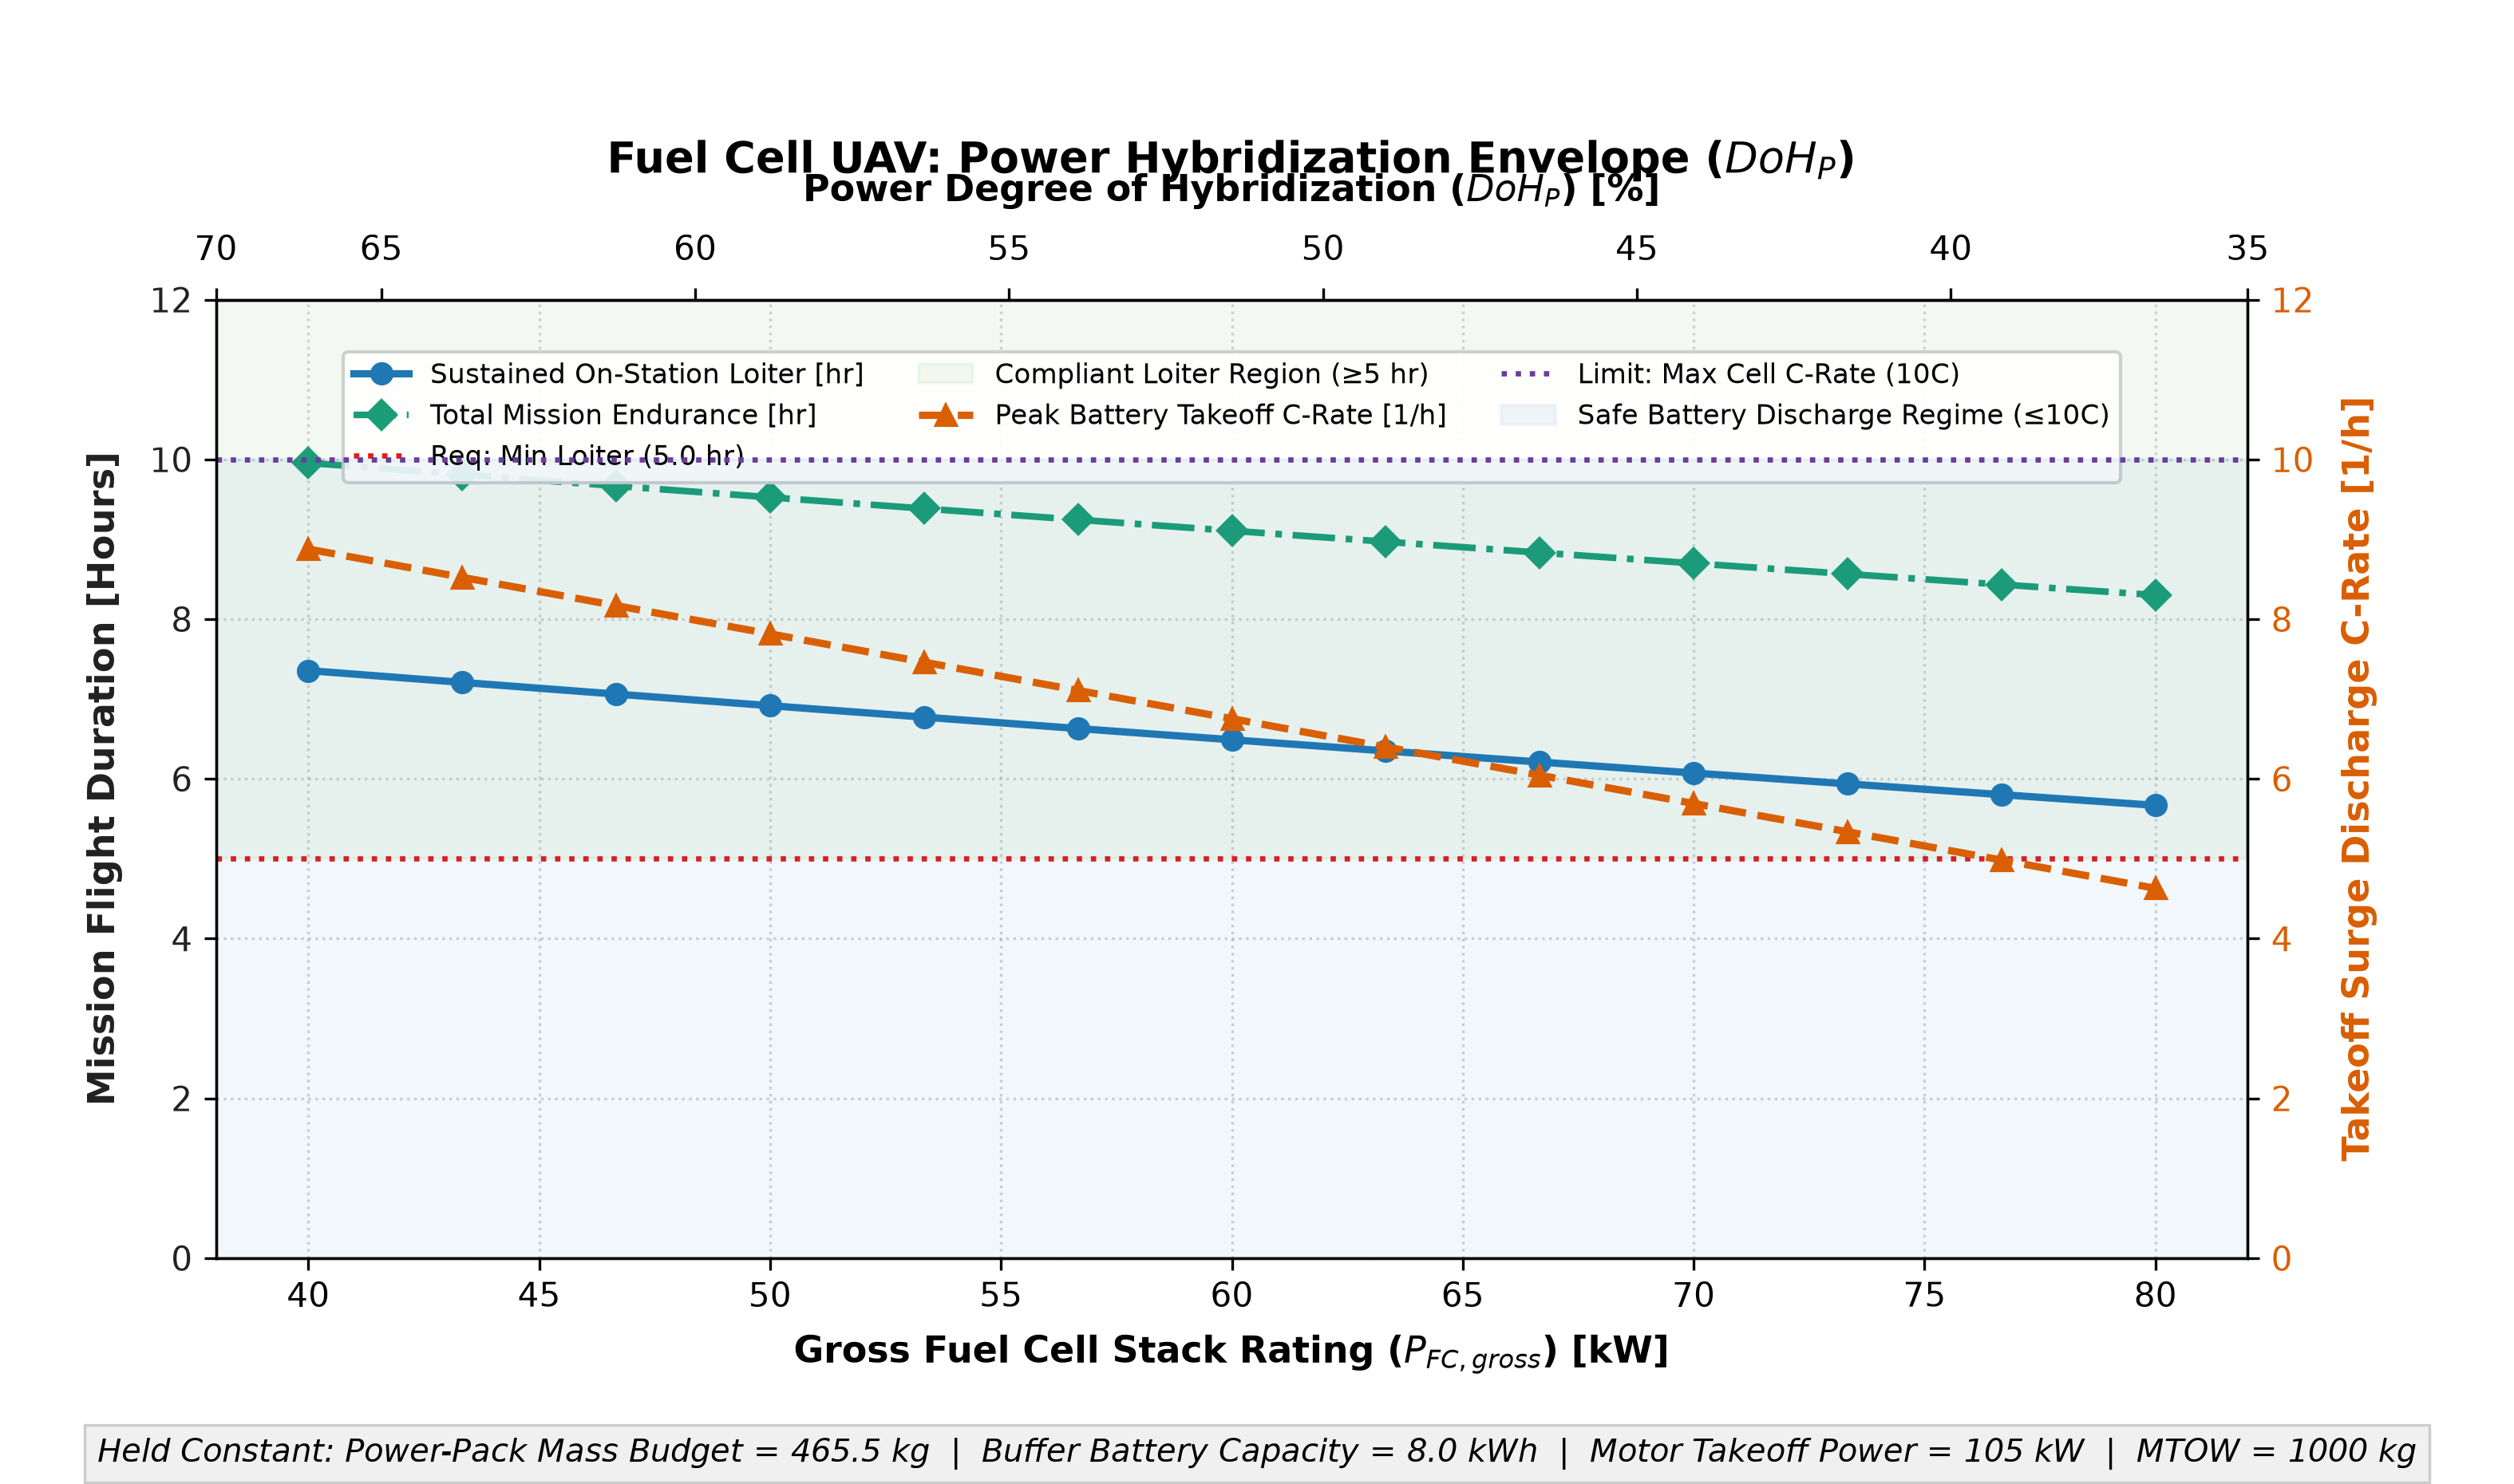 Fuel Cell UAV: Power Hybridization Envelope (DoH_P)
Power Degree of Hybridization (DoH_P) [%]
70 65 60 55 50 45 40 35
Mission Flight Duration [Hours]
12
10
8
6
4
2
0
Sustained On-Station Loiter [hr]
Total Mission Endurance [hr]
Req: Min Loiter (5.0 hr)
Compliant Loiter Region (≥5 hr)
Peak Battery Takeoff C-Rate [1/h]
Limit: Max Cell C-Rate (10C)
Safe Battery Discharge Regime (≤10C)
12
10
8
6
4
2
0
Takeoff Surge Discharge C-Rate [1/h]
40 45 50 55 60 65 70 75 80
Gross Fuel Cell Stack Rating (P_{FC, gross}) [kW]
Held Constant: Power-Pack Mass Budget = 465.5 kg | Buffer Battery Capacity = 8.0 kWh | Motor Takeoff Power = 105 kW | MTOW = 1000 kg